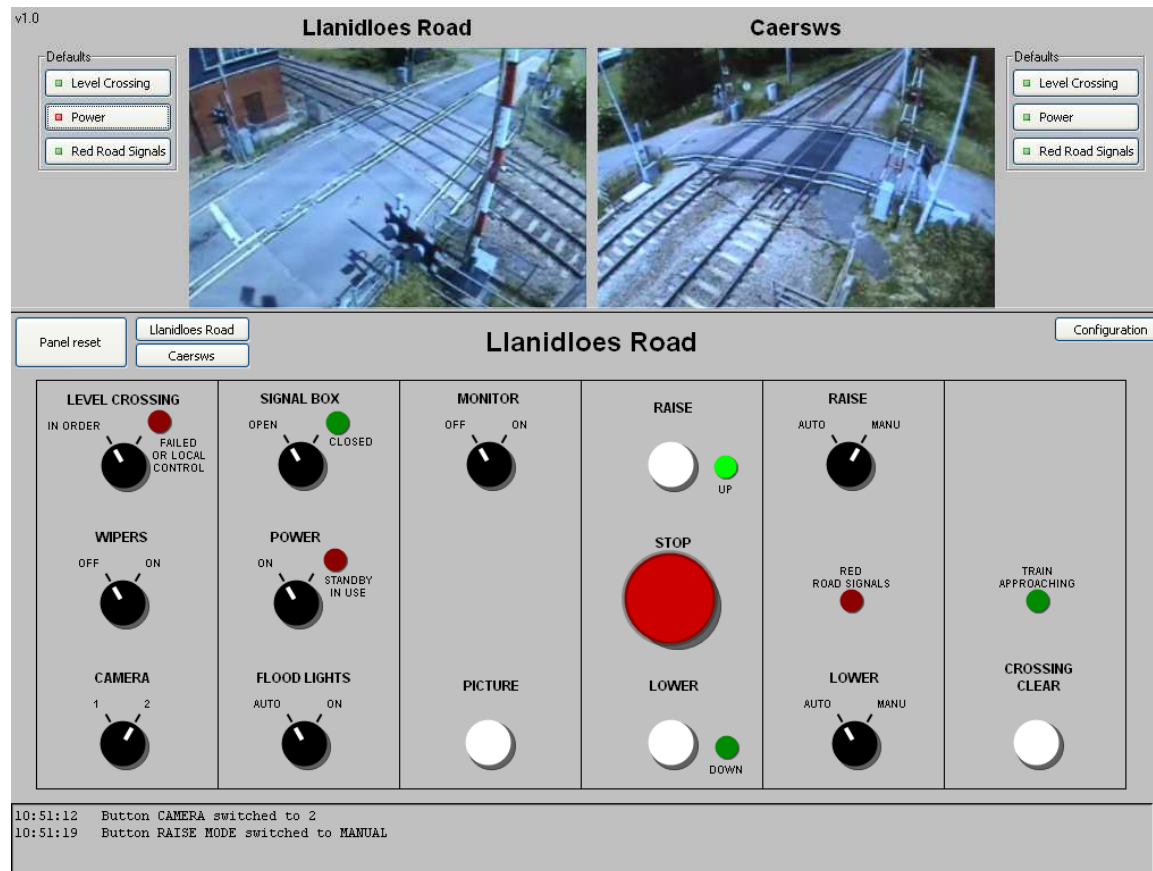 v1.0
Llanidloes Road
Caersws
Defaults
Level Crossing
Power
Red Road Signals
Defaults
Level Crossing
Power
Red Road Signals
Panel reset
Llanidloes Road
Caersws
Llanidloes Road
Configuration
LEVEL CROSSING
IN ORDER
FAILED
OR LOCAL
CONTROL
SIGNAL BOX
OPEN
CLOSED
MONITOR
OFF ON
RAISE
UP
RAISE
AUTO MANU
WIPERS
OFF ON
POWER
ON
STANDBY
IN USE
STOP
RED
ROAD SIGNALS
TRAIN
APPROACHING
CAMERA
1 2
FLOOD LIGHTS
AUTO ON
PICTURE
LOWER
DOWN
LOWER
AUTO MANU
CROSSING
CLEAR
10:51:12 Button CAMERA switched to 2
10:51:19 Button RAISE MODE switched to MANUAL